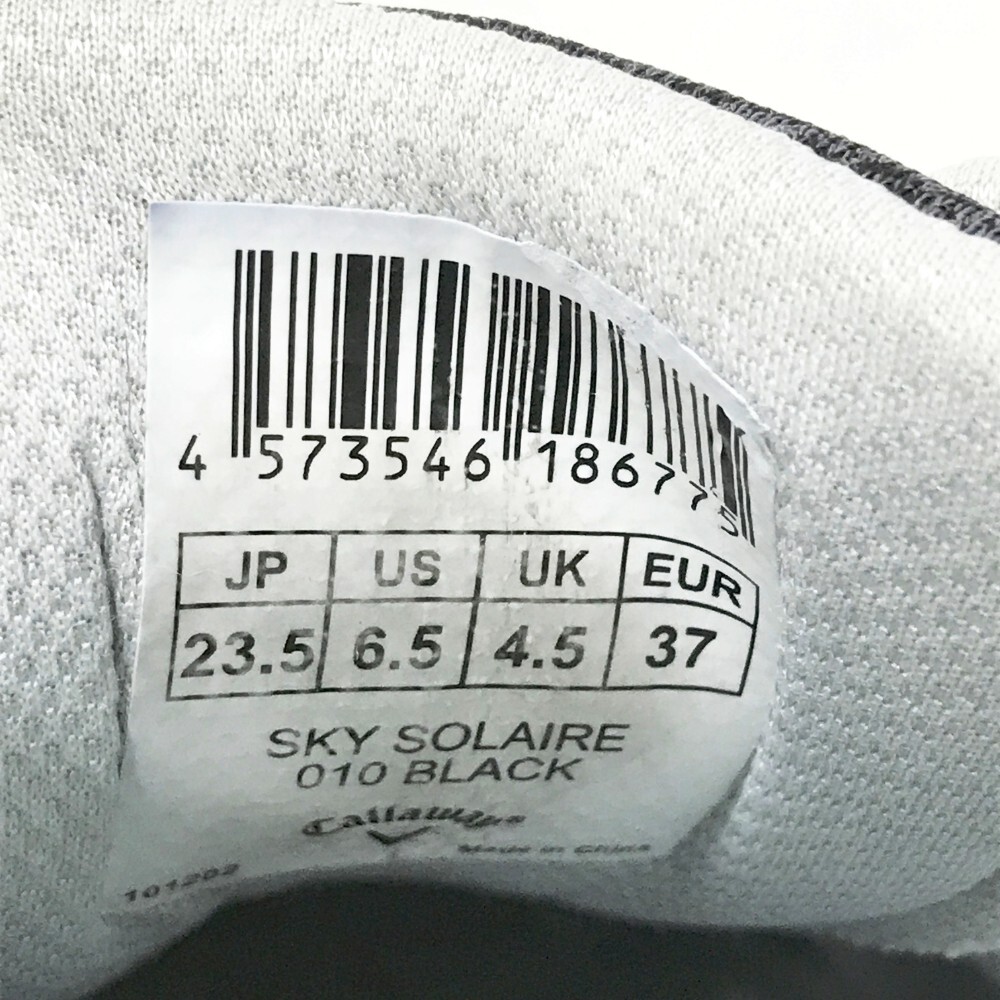 4 573546 186775
JP US UK EUR
23.5 6.5 4.5 37
SKY SOLAIRE
010 BLACK
Callaway
Made in China
101202